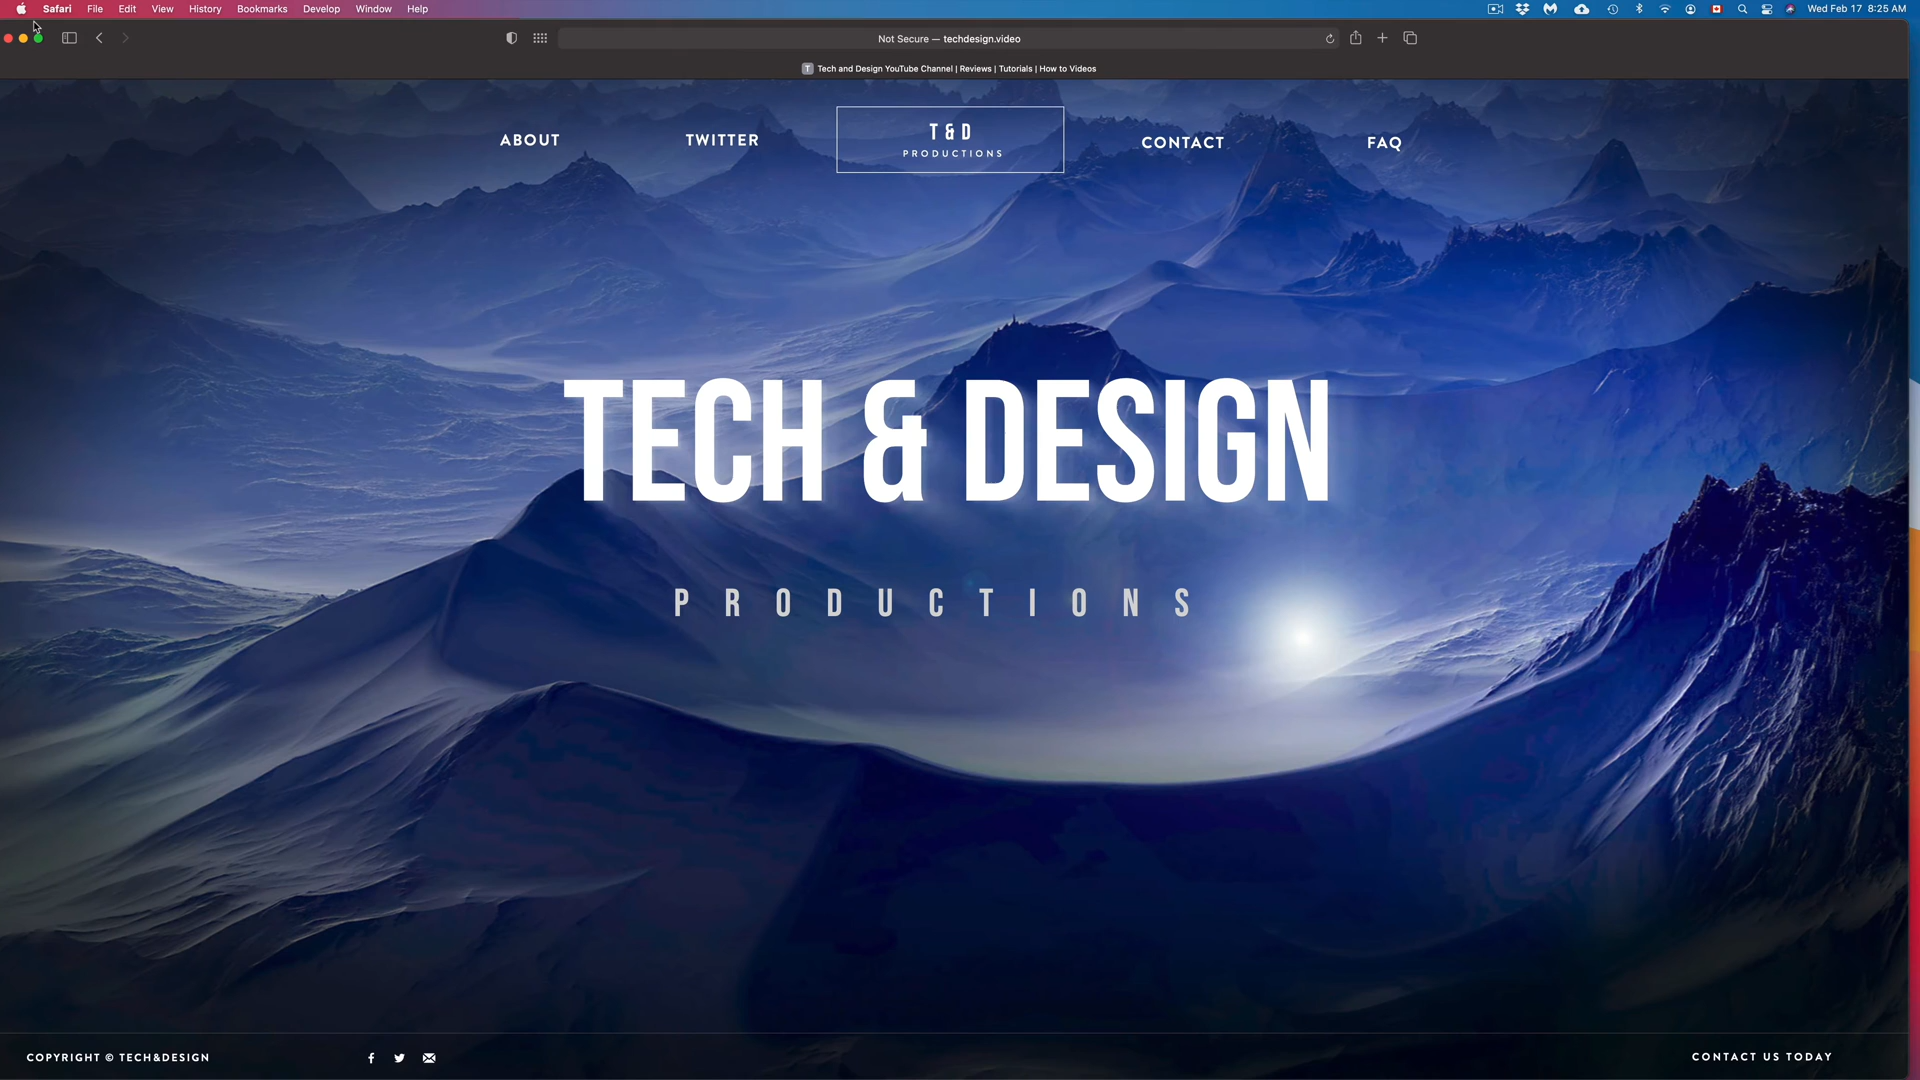 Safari File Edit View History Bookmarks Develop Window Help Wed Feb 17 8:25 AM
Not Secure — techdesign.video
T Tech and Design YouTube Channel | Reviews | Tutorials | How to Videos
ABOUT TWITTER T&D CONTACT FAQ
PRODUCTIONS
TECH & DESIGN
PRODUCTIONS
COPYRIGHT © TECH&DESIGN CONTACT US TODAY